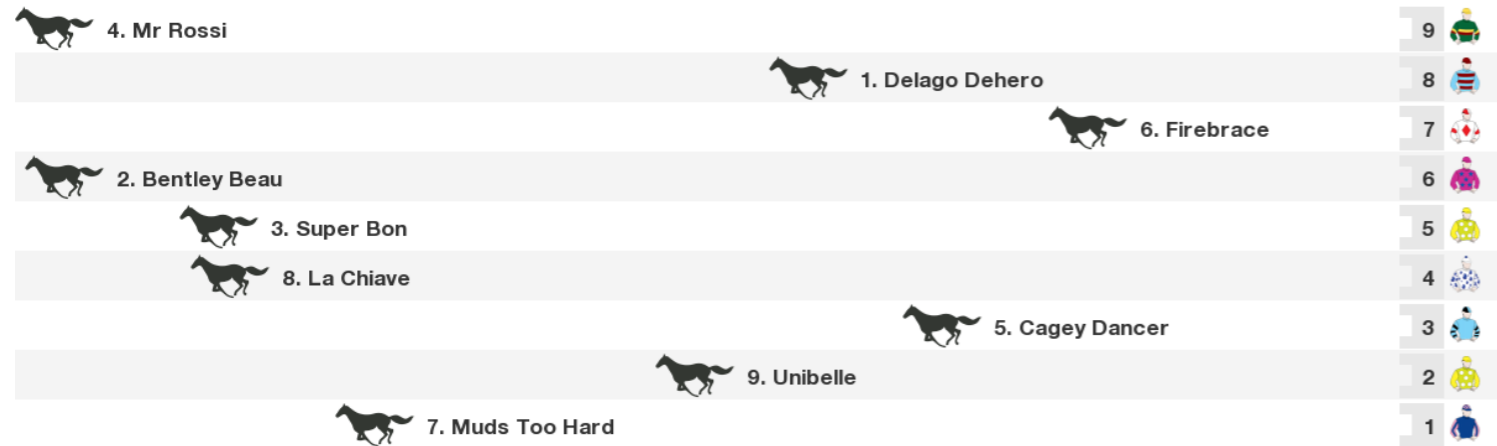 4. Mr Rossi 9
1. Delago Dehero 8
6. Firebrace 7
2. Bentley Beau 6
3. Super Bon 5
8. La Chiave 4
5. Cagey Dancer 3
9. Unibelle 2
7. Muds Too Hard 1